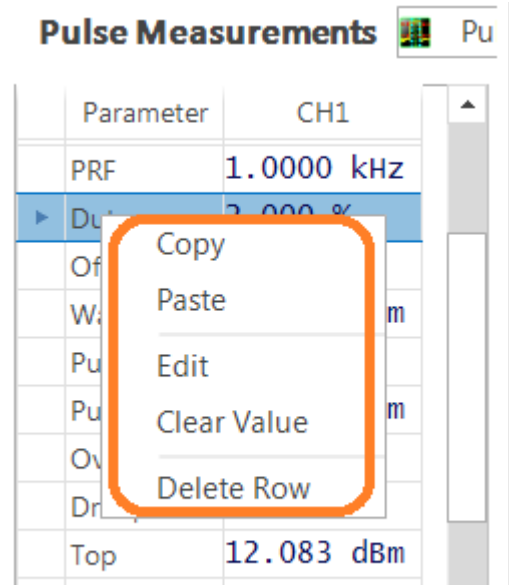 Pulse Measurements Pu
Parameter CH1
PRF 1.0000 kHz
Copy
Paste
Edit
Clear Value
Delete Row
Top 12.083 dBm